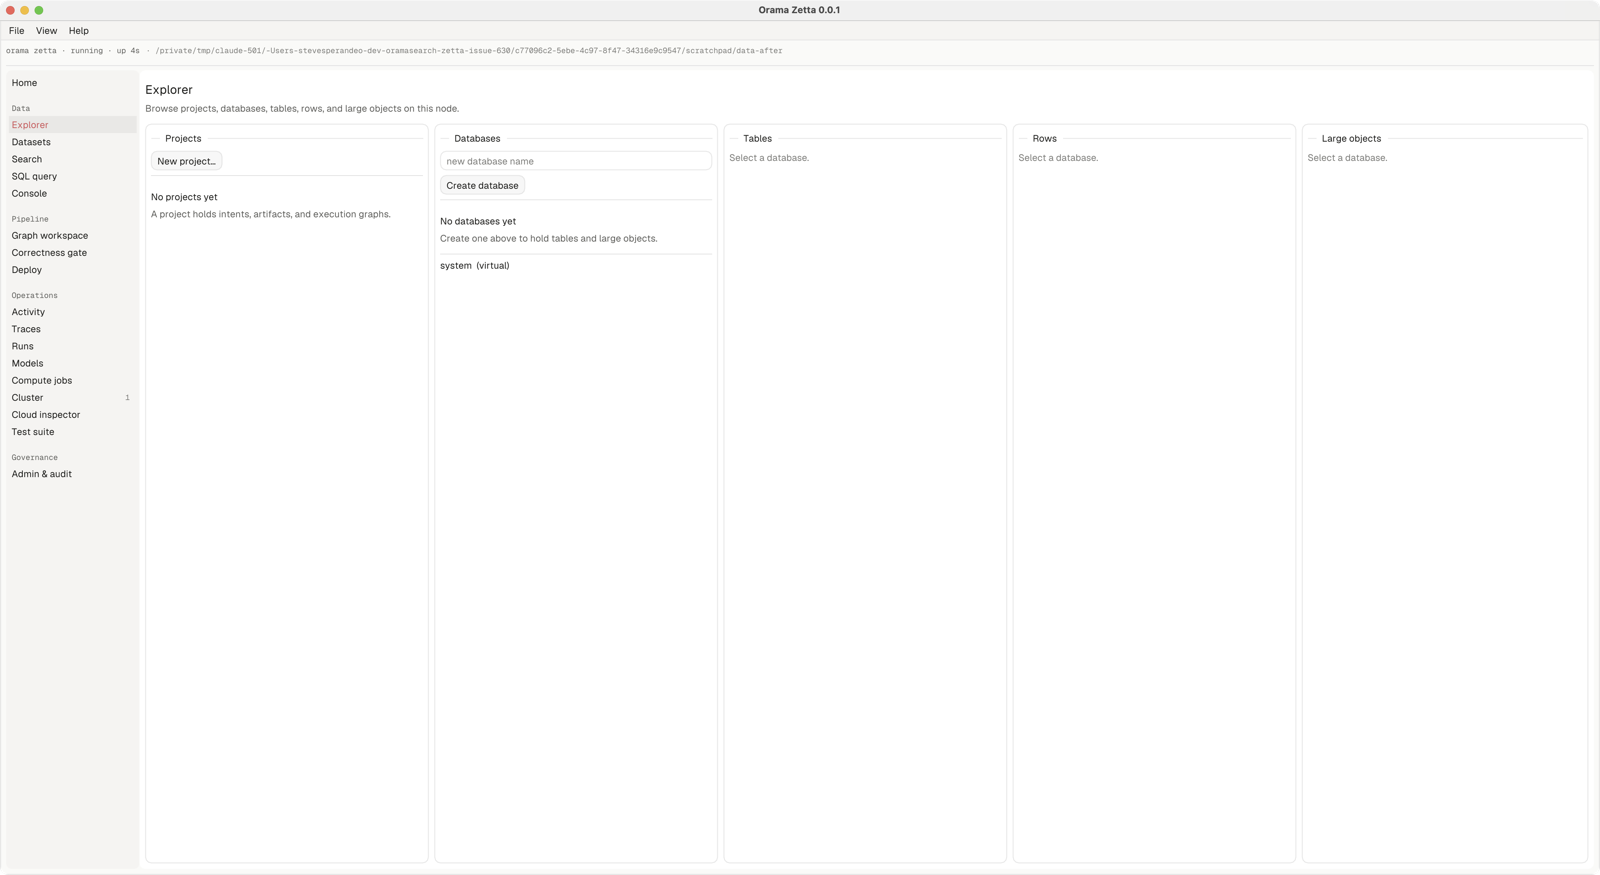 Orama Zetta 0.0.1
File View Help
orama zetta · running · up 4s · /private/tmp/claude-501/-Users-stevesperandeo-dev-oramasearch-zetta-issue-630/c77096c2-5ebe-4c97-8f47-34316e9c9547/scratchpad/data-after
Home
Data
Explorer
Datasets
Search
SQL query
Console
Pipeline
Graph workspace
Correctness gate
Deploy
Operations
Activity
Traces
Runs
Models
Compute jobs
Cluster 1
Cloud inspector
Test suite
Governance
Admin & audit
Explorer
Browse projects, databases, tables, rows, and large objects on this node.
Projects
New project...
No projects yet
A project holds intents, artifacts, and execution graphs.
Databases
new database name
Create database
No databases yet
Create one above to hold tables and large objects.
system (virtual)
Tables
Select a database.
Rows
Select a database.
Large objects
Select a database.